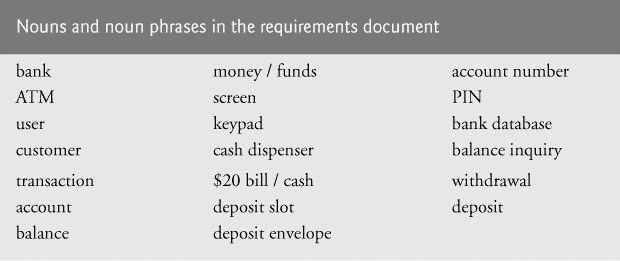 Nouns and noun phrases in the requirements document
bank money / funds account number
ATM screen PIN
user keypad bank database
customer cash dispenser balance inquiry
transaction $20 bill / cash withdrawal
account deposit slot deposit
balance deposit envelope